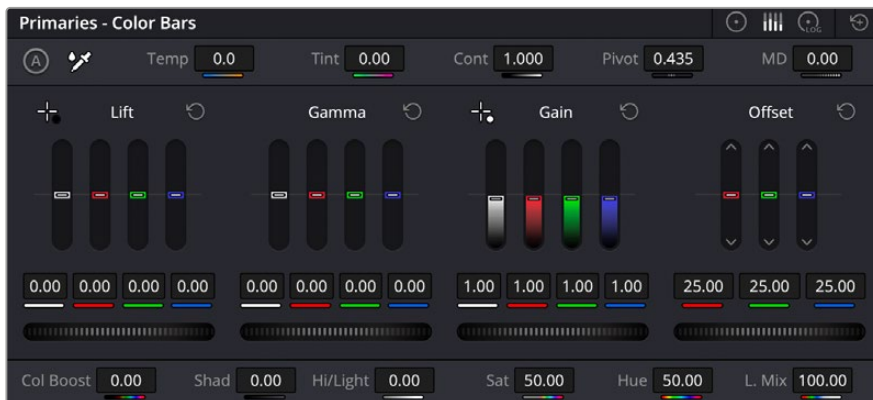 Primaries - Color Bars
LOG
A Temp 0.0 Tint 0.00 Cont 1.000 Pivot 0.435 MD 0.00
Lift Gamma Gain Offset
0.00 0.00 0.00 0.00 0.00 0.00 0.00 0.00 1.00 1.00 1.00 1.00 25.00 25.00 25.00
Col Boost 0.00 Shad 0.00 Hi/Light 0.00 Sat 50.00 Hue 50.00 L. Mix 100.00